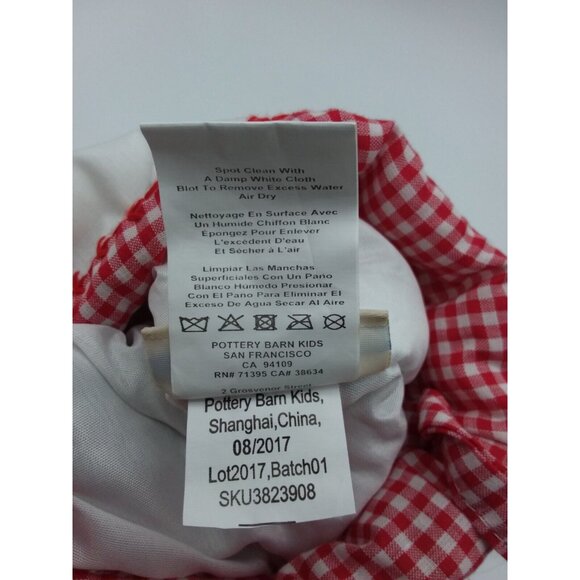 Spot Clean With
A Damp White Cloth
Blot To Remove Excess Water
Air Dry
Nettoyage En Surface Avec
Un Humide Chiffon Blanc
Épongez Pour Enlever
L'excédent D'eau
Et Sécher à L'air
Limpiar Las Manchas
Superficiales Con Un Pano
Blanco Húmedo Presionar
Con El Pano Para Eliminar El
Exceso De Agua Secar Al Aire
POTTERY BARN KIDS
SAN FRANCISCO
CA 94109
RN# 71395 CA# 38634
2 Grosvenor Street
Pottery Barn Kids,
Shanghai,China,
08/2017
Lot2017,Batch01
SKU3823908